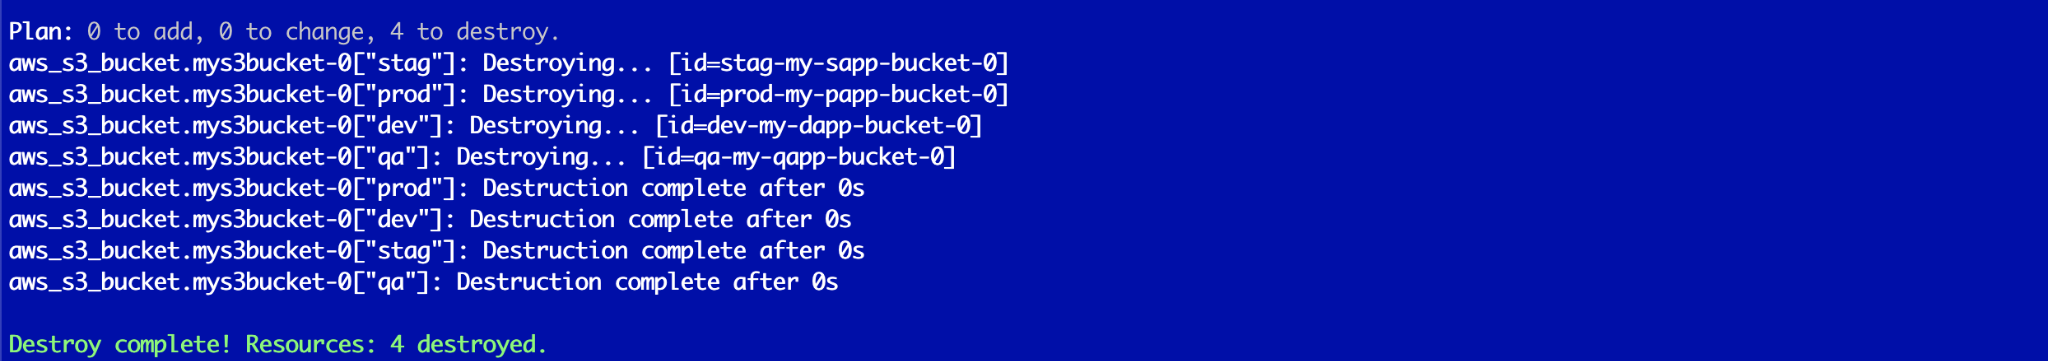 Plan: 0 to add, 0 to change, 4 to destroy.
aws_s3_bucket.mys3bucket-0["stag"]: Destroying... [id=stag-my-sapp-bucket-0]
aws_s3_bucket.mys3bucket-0["prod"]: Destroying... [id=prod-my-papp-bucket-0]
aws_s3_bucket.mys3bucket-0["dev"]: Destroying... [id=dev-my-dapp-bucket-0]
aws_s3_bucket.mys3bucket-0["qa"]: Destroying... [id=qa-my-qapp-bucket-0]
aws_s3_bucket.mys3bucket-0["prod"]: Destruction complete after 0s
aws_s3_bucket.mys3bucket-0["dev"]: Destruction complete after 0s
aws_s3_bucket.mys3bucket-0["stag"]: Destruction complete after 0s
aws_s3_bucket.mys3bucket-0["qa"]: Destruction complete after 0s
Destroy complete! Resources: 4 destroyed.